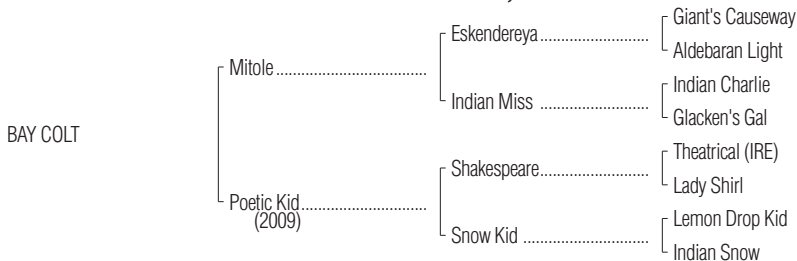 Giant's Causeway
Eskendereya
Aldebaran Light
Mitole
Indian Charlie
Indian Miss
Glacken's Gal
BAY COLT
Theatrical (IRE)
Shakespeare
Lady Shirl
Poetic Kid
(2009)
Lemon Drop Kid
Snow Kid
Indian Snow